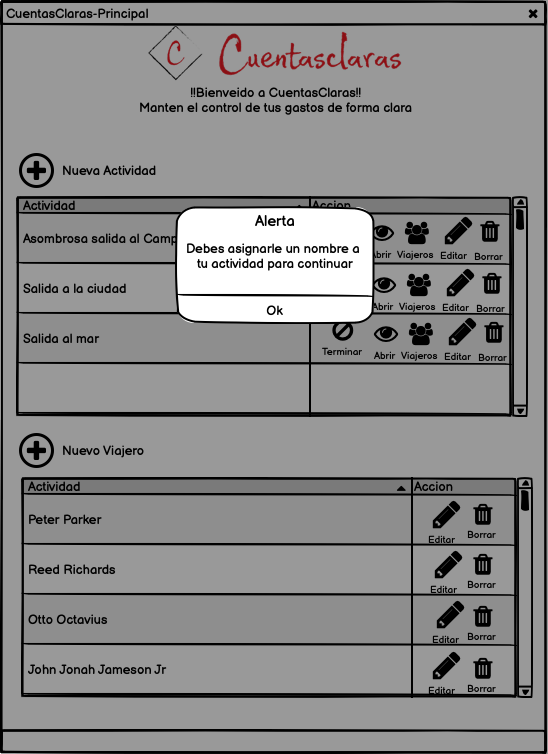 CuentasClaras-Principal
C Cuentasclaras
!!Bienveido a CuentasClaras!!
Manten el control de tus gastos de forma clara
Nueva Actividad
Actividad Accion
Asombrosa salida al Camp
Abrir Viajeros Editar Borrar
Alerta
Debes asignarle un nombre a
tu actividad para continuar
Ok
Salida a la ciudad
Abrir Viajeros Editar Borrar
Salida al mar
Terminar Abrir Viajeros Editar Borrar
Nuevo Viajero
Actividad Accion
Peter Parker
Editar Borrar
Reed Richards
Editar Borrar
Otto Octavius
Editar Borrar
John Jonah Jameson Jr
Editar Borrar